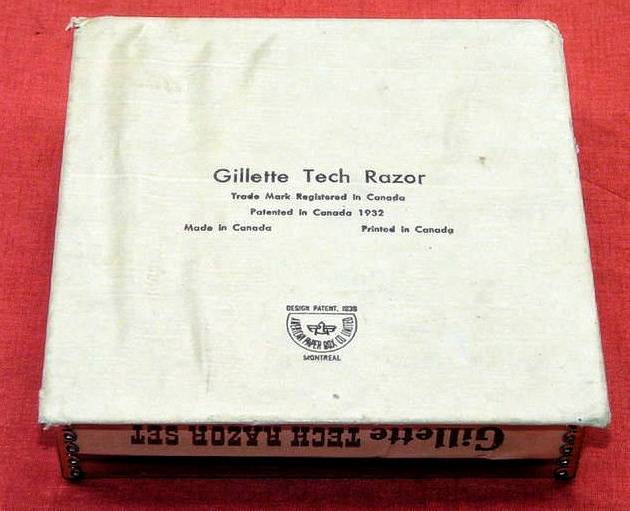 Gillette Tech Razor
Trade Mark Registered in Canada
Patented in Canada 1932
Made in Canada Printed in Canada
DESIGN PATENT, 1938
AMERICAN PAPER BOX CO. LIMITED
MONTREAL
Gillette TECH RAZOR SET